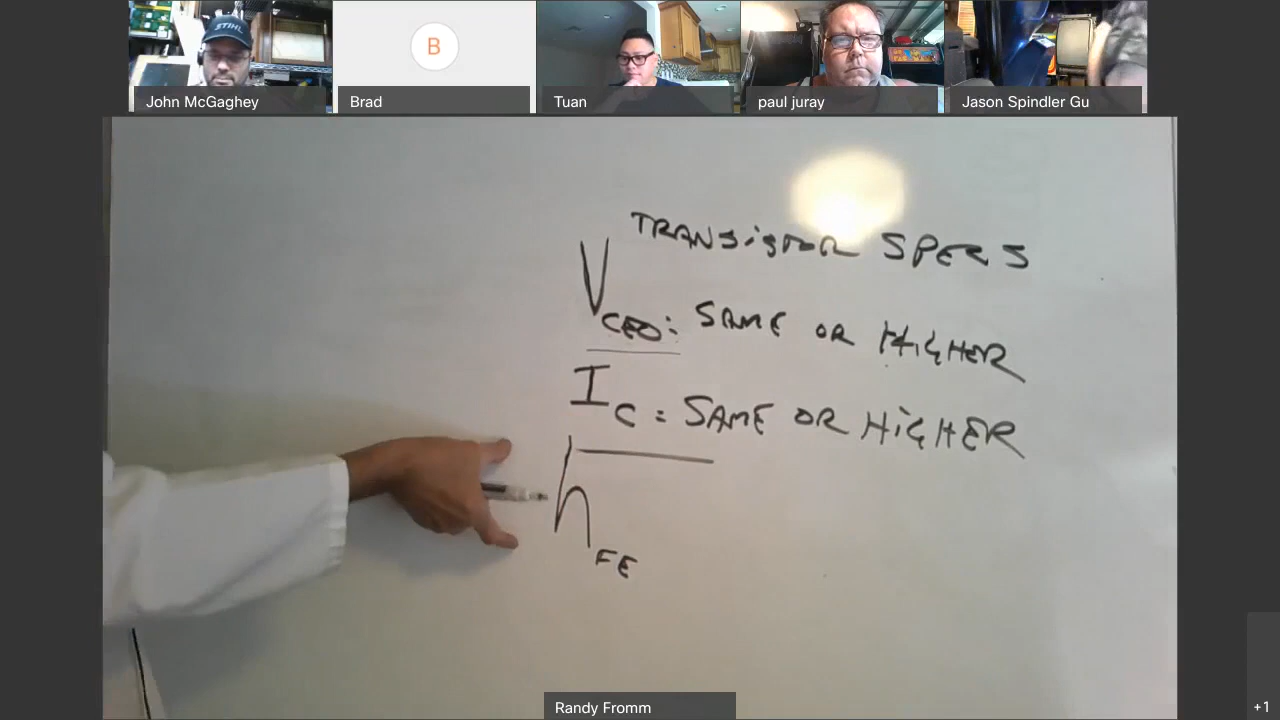 STIHL
B
John McGaghey
Brad
Tuan
paul juray
Jason Spindler Gu
TRANSiSTOR SPECS
VCEO: SAME OR HIGHER
IC = SAME OR HiGHER
hFE
Randy Fromm
+1